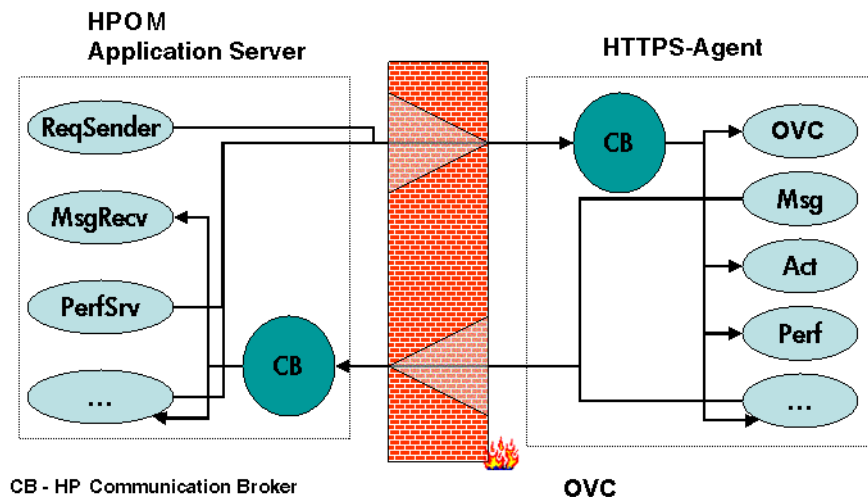 HPOM
Application Server
HTTPS-Agent
ReqSender
MsgRecv
PerfSrv
...
CB
CB
OVC
Msg
Act
Perf
...
CB - HP Communication Broker
OVC